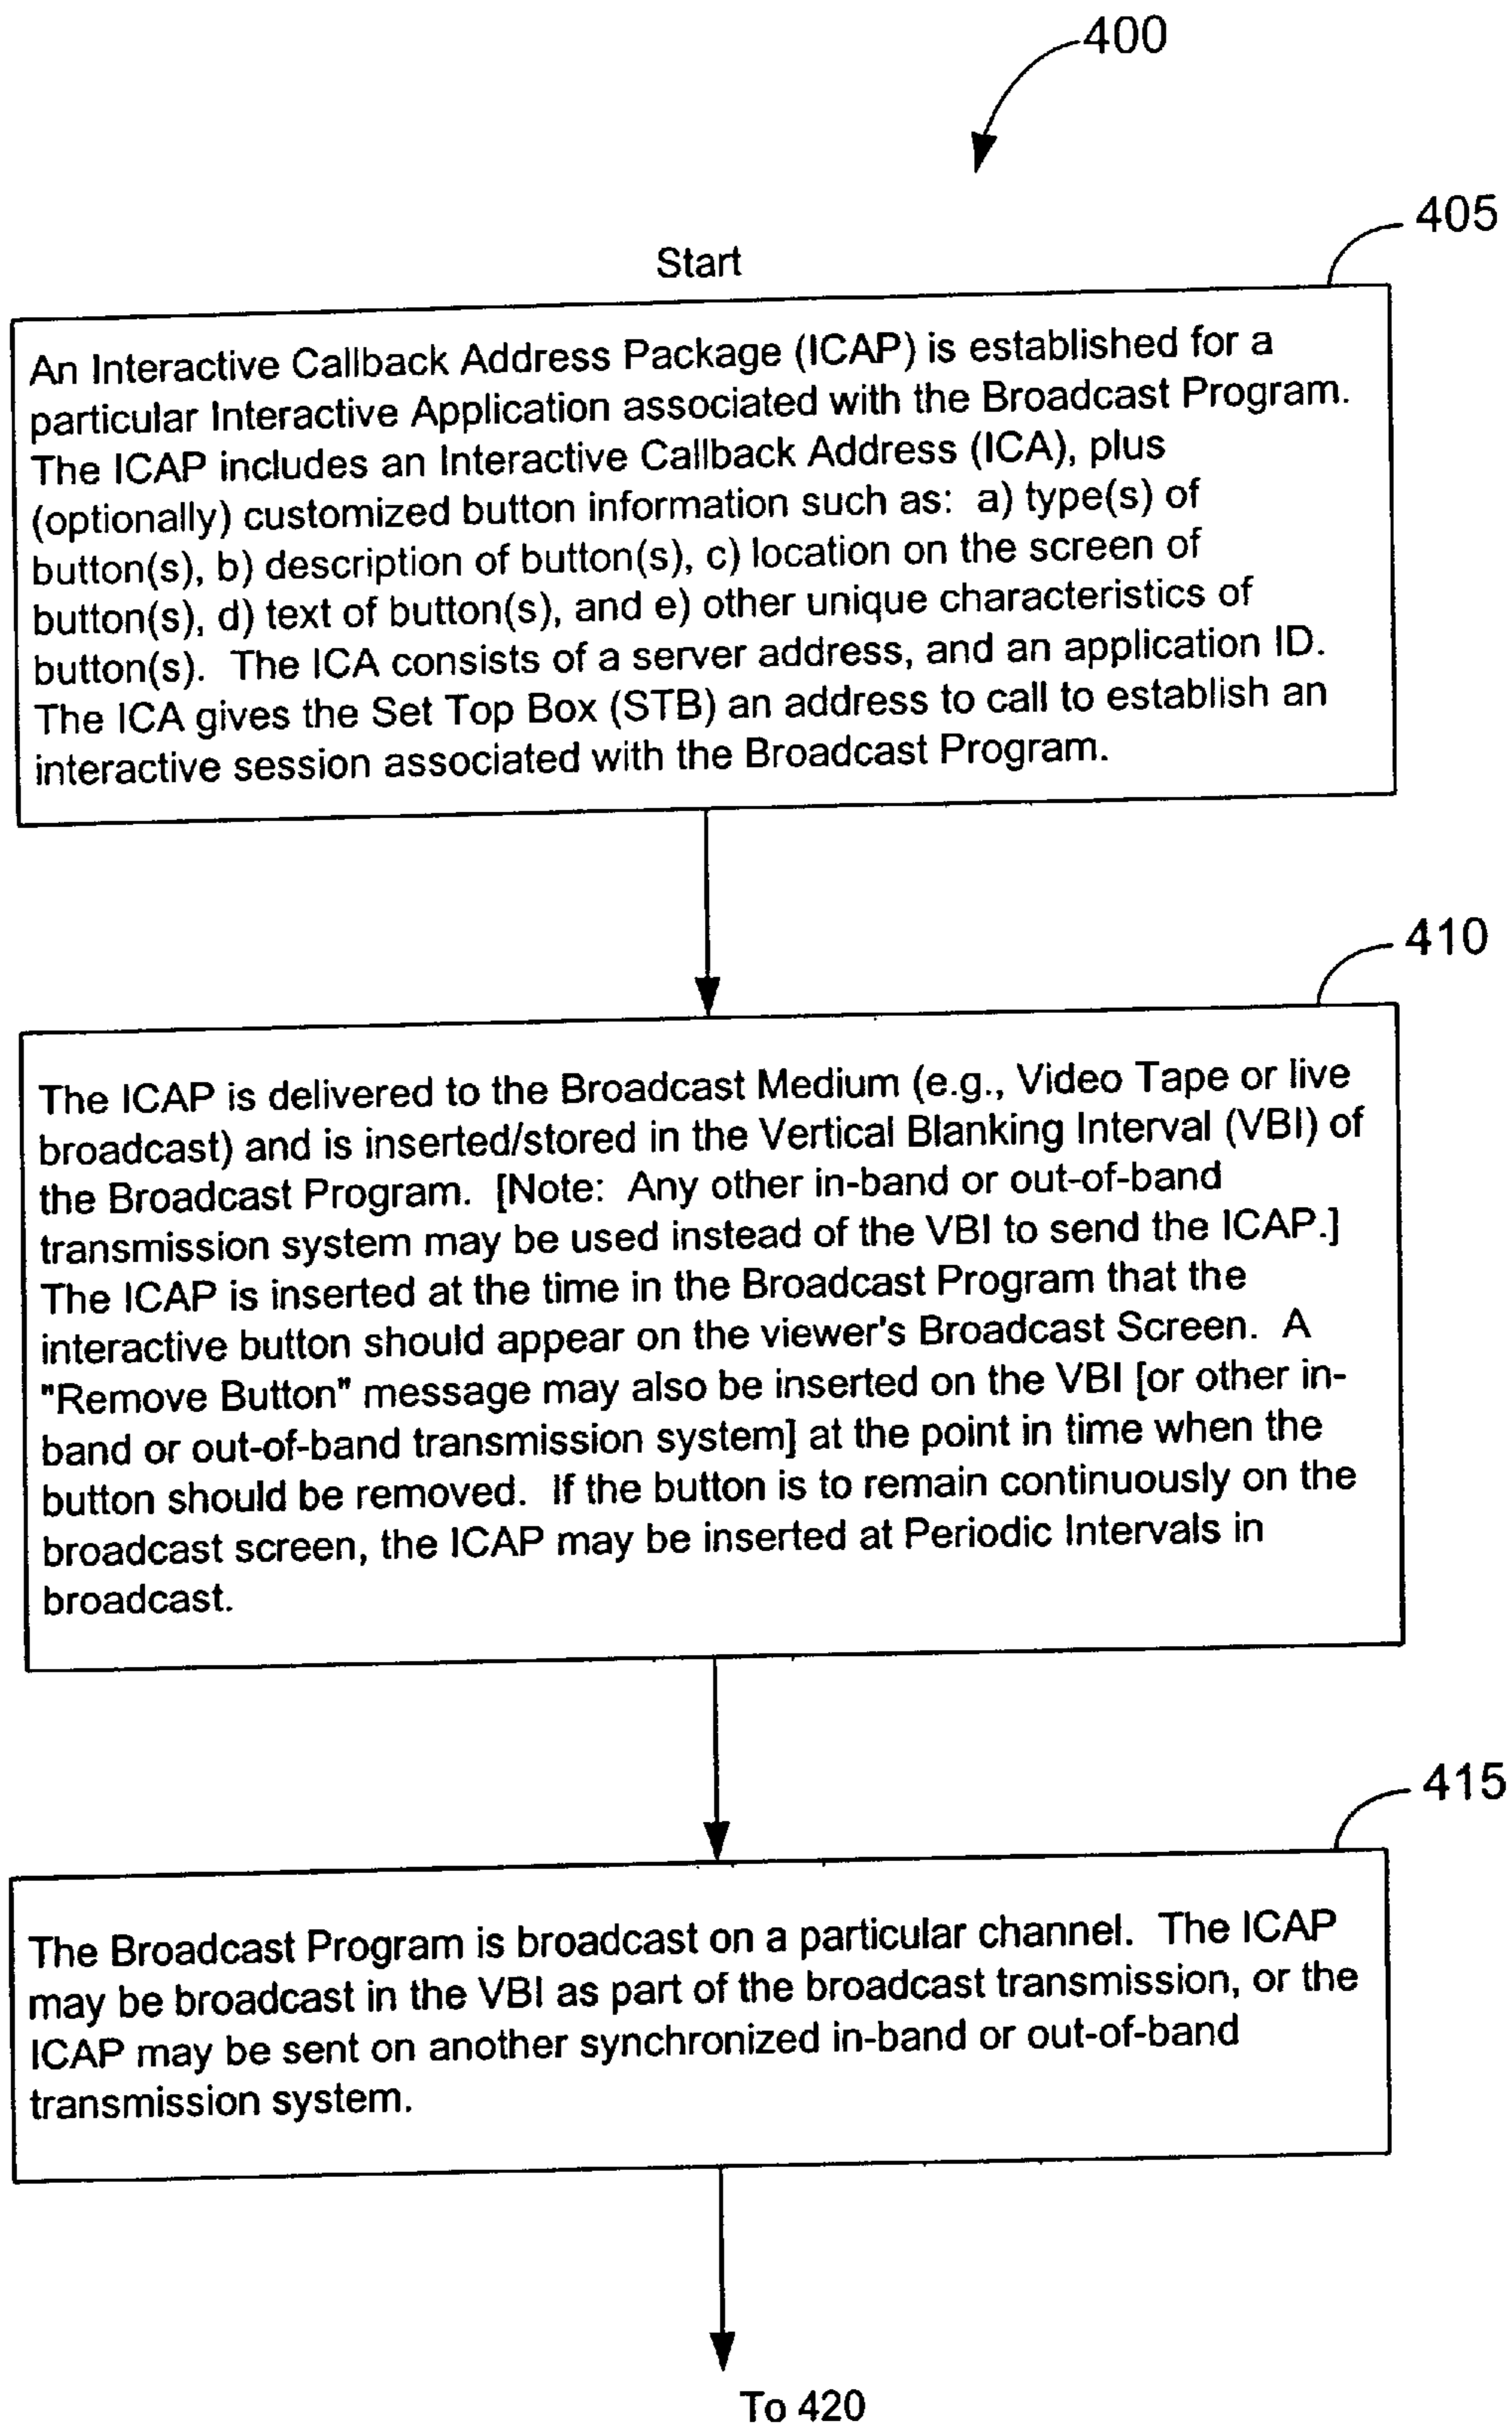 400
405
Start
An Interactive Callback Address Package (ICAP) is established for a
particular Interactive Application associated with the Broadcast Program.
The ICAP includes an Interactive Callback Address (ICA), plus
(optionally) customized button information such as:  a) type(s) of
button(s), b) description of button(s), c) location on the screen of
button(s), d) text of button(s), and e) other unique characteristics of
button(s).  The ICA consists of a server address, and an application ID.
The ICA gives the Set Top Box (STB) an address to call to establish an
interactive session associated with the Broadcast Program.
410
The ICAP is delivered to the Broadcast Medium (e.g., Video Tape or live
broadcast) and is inserted/stored in the Vertical Blanking Interval (VBI) of
the Broadcast Program.  [Note:  Any other in-band or out-of-band
transmission system may be used instead of the VBI to send the ICAP.]
The ICAP is inserted at the time in the Broadcast Program that the
interactive button should appear on the viewer's Broadcast Screen.  A
"Remove Button" message may also be inserted on the VBI [or other in-
band or out-of-band transmission system] at the point in time when the
button should be removed.  If the button is to remain continuously on the
broadcast screen, the ICAP may be inserted at Periodic Intervals in
broadcast.
415
The Broadcast Program is broadcast on a particular channel.  The ICAP
may be broadcast in the VBI as part of the broadcast transmission, or the
ICAP may be sent on another synchronized in-band or out-of-band
transmission system.
To 420